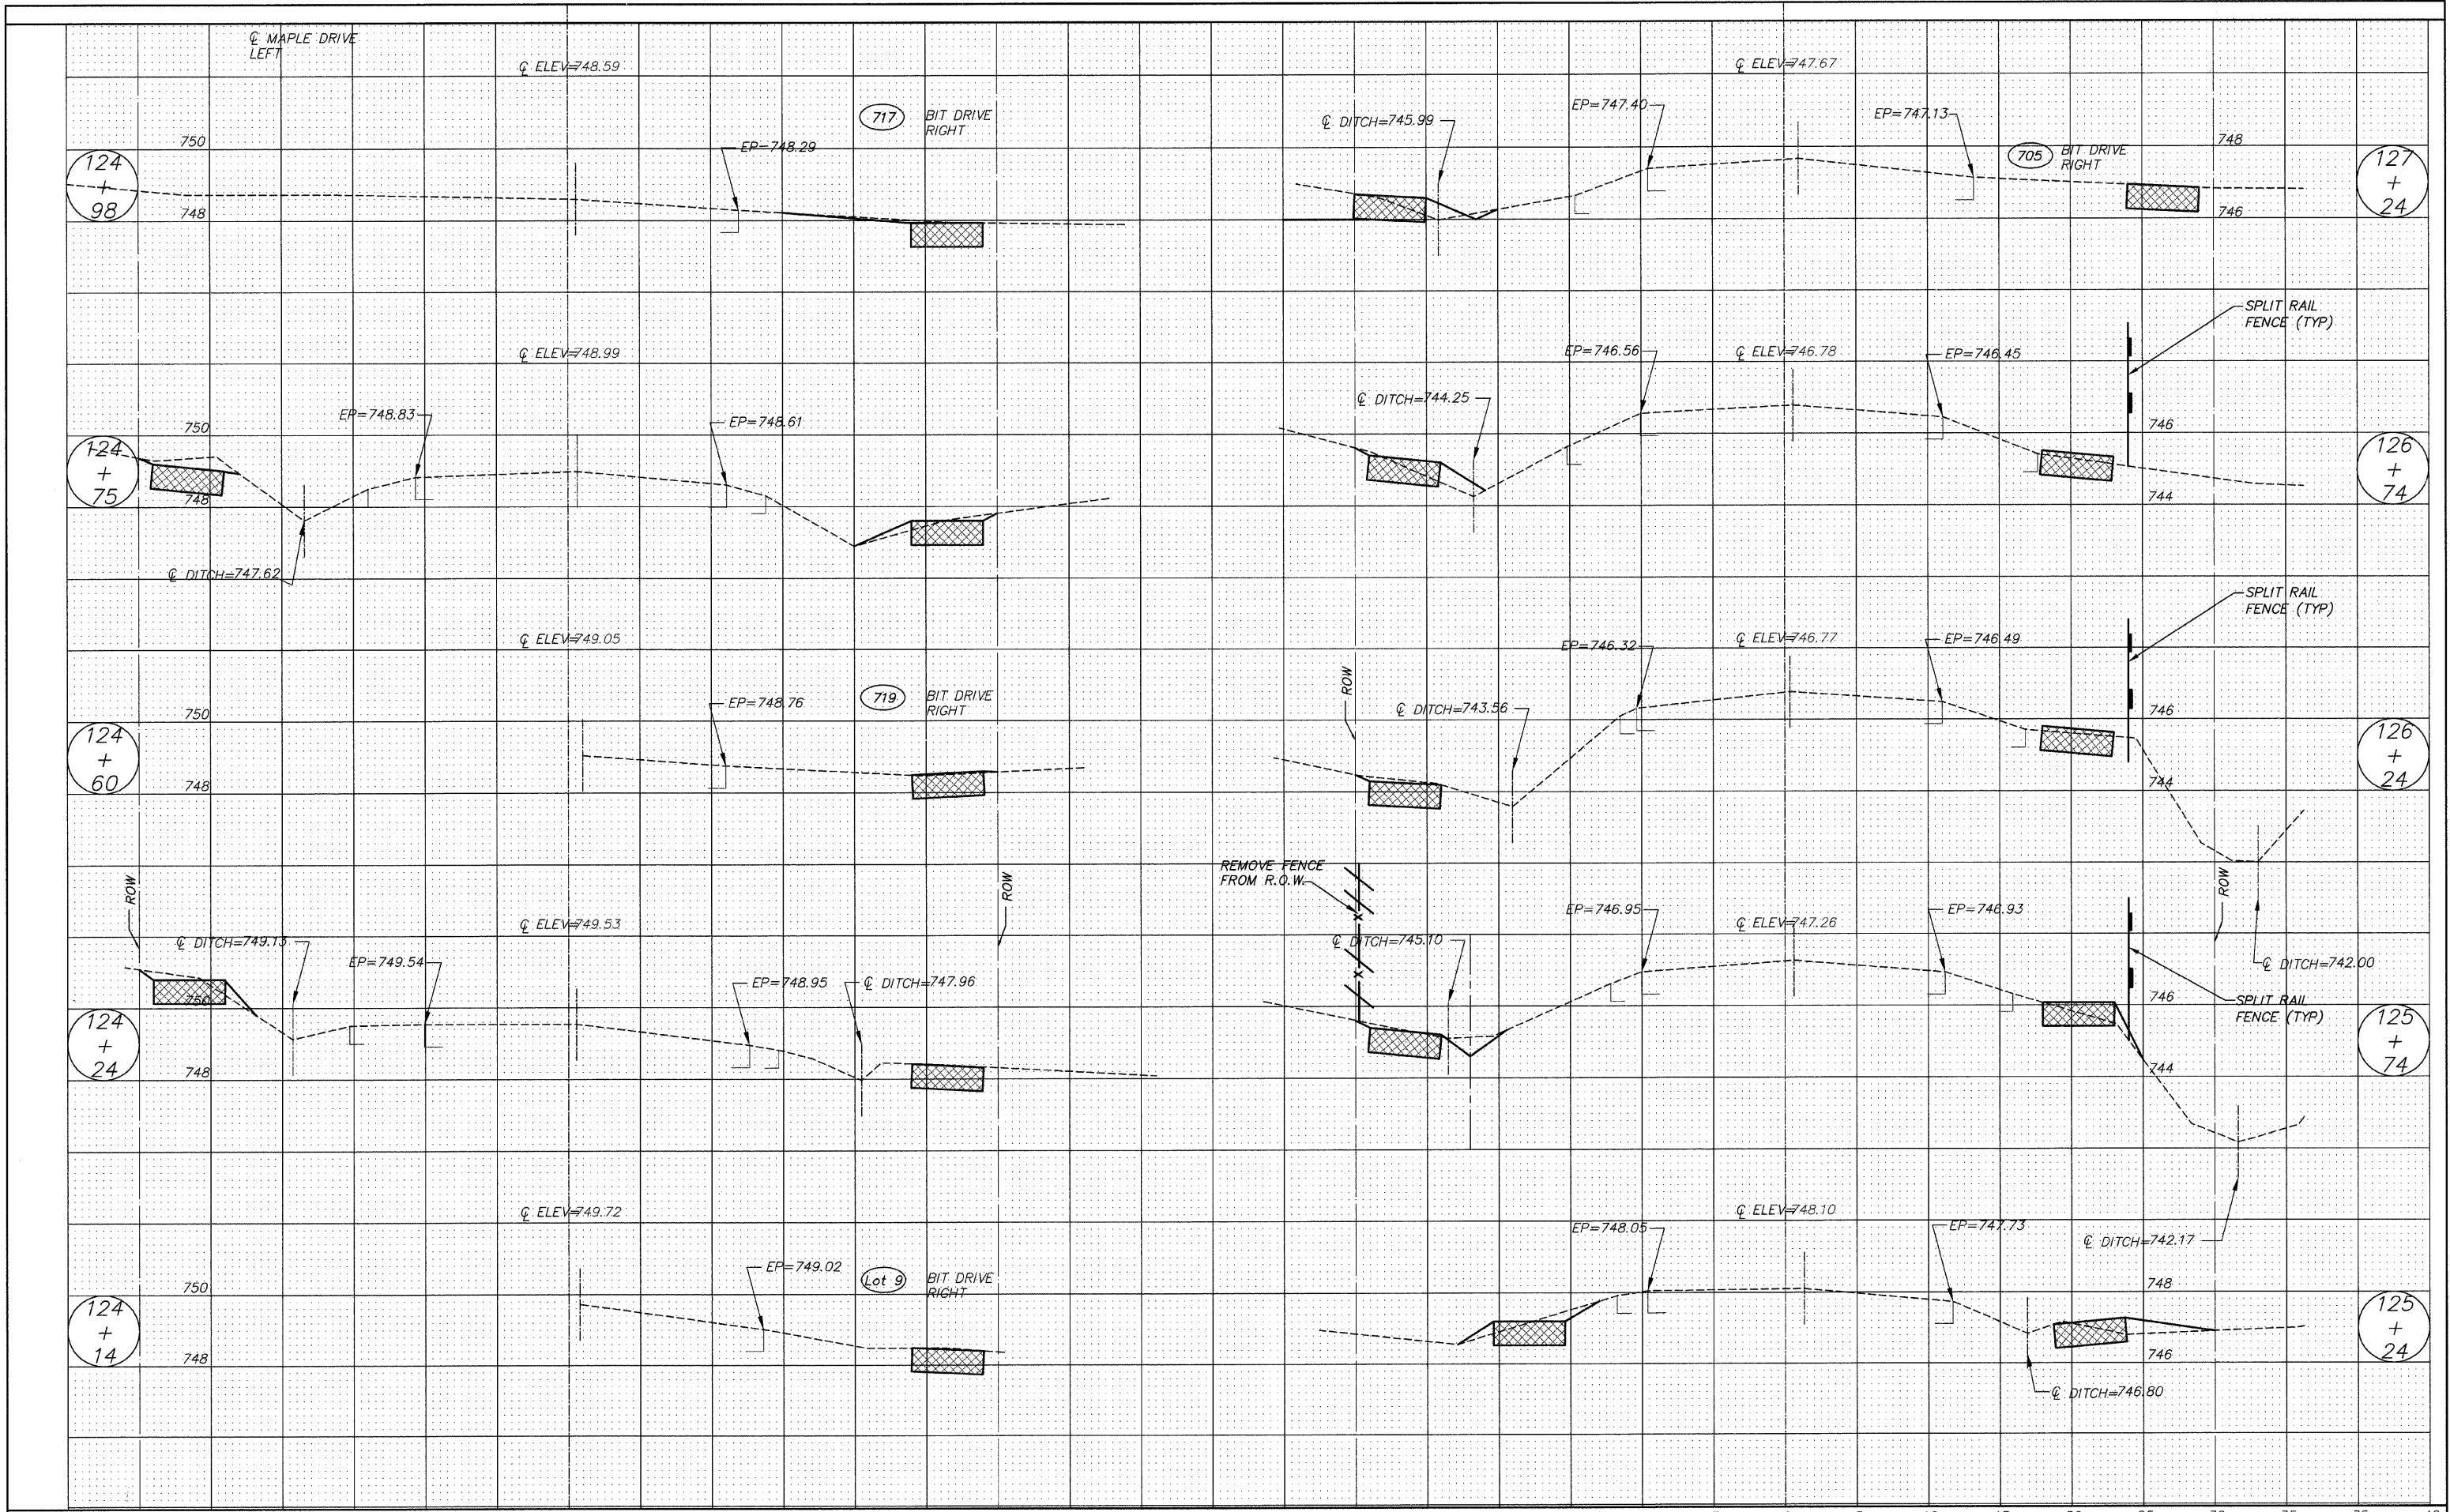 ℄ MAPLE DRIVE
LEFT
℄ ELEV=748.59
717
BIT DRIVE
RIGHT
EP=748.29
750
748
124
+
98
℄ ELEV=748.99
EP=748.83
EP=748.61
750
748
℄ DITCH=747.62
124
+
75
℄ ELEV=749.05
EP=748.76
719
BIT DRIVE
RIGHT
750
748
124
+
60
ROW
ROW
℄ ELEV=749.53
℄ DITCH=749.13
EP=749.54
EP=748.95
℄ DITCH=747.96
750
748
124
+
24
℄ ELEV=749.72
EP=749.02
Lot 9
BIT DRIVE
RIGHT
750
748
124
+
14
℄ ELEV=747.67
℄ DITCH=745.99
EP=747.40
EP=747.13
705
BIT DRIVE
RIGHT
748
746
127
+
24
SPLIT RAIL
FENCE (TYP)
EP=746.56
℄ ELEV=746.78
EP=746.45
℄ DITCH=744.25
746
744
126
+
74
SPLIT RAIL
FENCE (TYP)
ROW
EP=746.32
℄ ELEV=746.77
EP=746.49
℄ DITCH=743.56
746
744
126
+
24
REMOVE FENCE
FROM R.O.W.
ROW
EP=746.95
℄ ELEV=747.26
EP=746.93
℄ DITCH=745.10
℄ DITCH=742.00
746
744
SPLIT RAIL
FENCE (TYP)
125
+
74
℄ ELEV=748.10
EP=748.05
EP=747.73
℄ DITCH=742.17
748
746
℄ DITCH=746.80
125
+
24